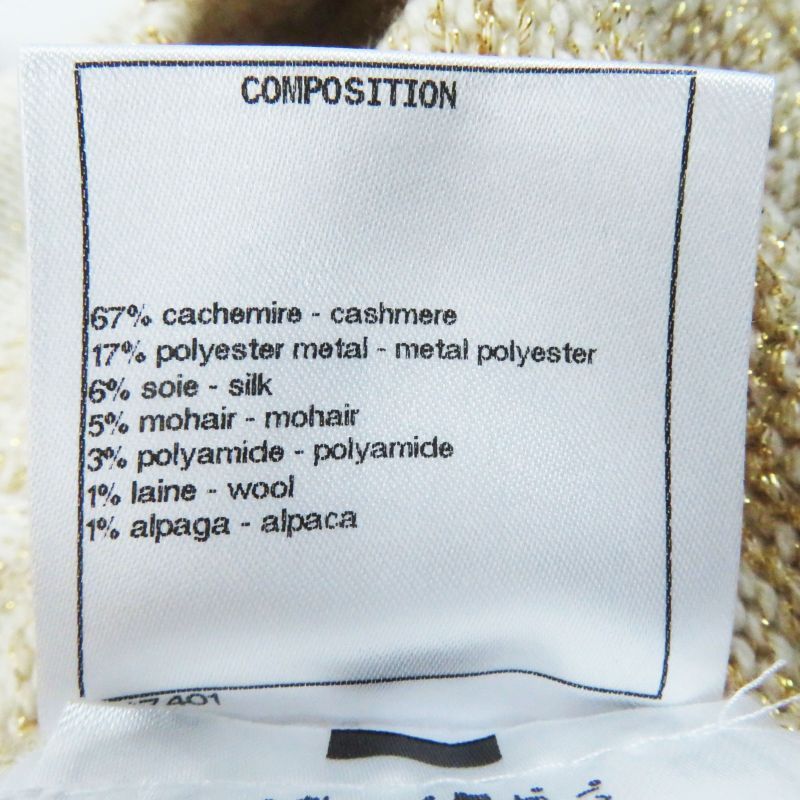 COMPOSITION
67% cachemire - cashmere
17% polyester metal - metal polyester
6% soie - silk
5% mohair - mohair
3% polyamide - polyamide
1% laine - wool
1% alpaga - alpaca